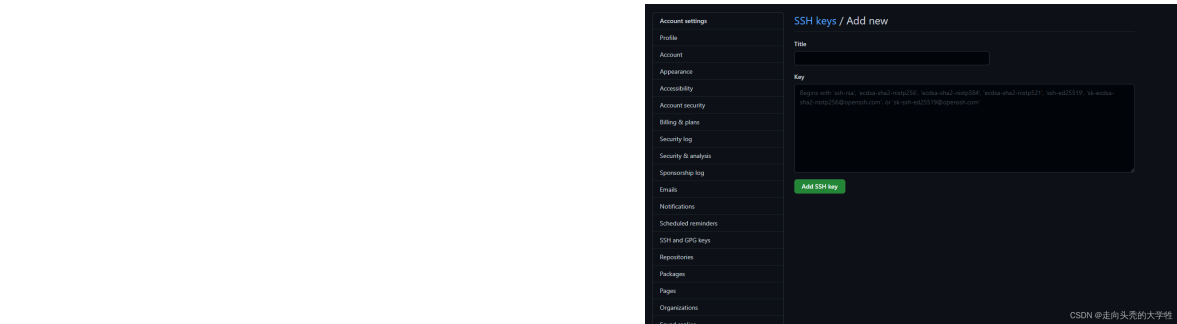 Account settings
Profile
Account
Appearance
Accessibility
Account security
Billing & plans
Security log
Security & analysis
Sponsorship log
Emails
Notifications
Scheduled reminders
SSH and GPG keys
Repositories
Packages
Pages
Organizations
SSH keys / Add new
Title
Key
Begins with 'ssh-rsa', 'ecdsa-sha2-nistp256', 'ecdsa-sha2-nistp384', 'ecdsa-sha2-nistp521', 'ssh-ed25519', 'sk-ecdsa-
sha2-nistp256@openssh.com', or 'sk-ssh-ed25519@openssh.com'
Add SSH key
CSDN @走向头秃的大学牲